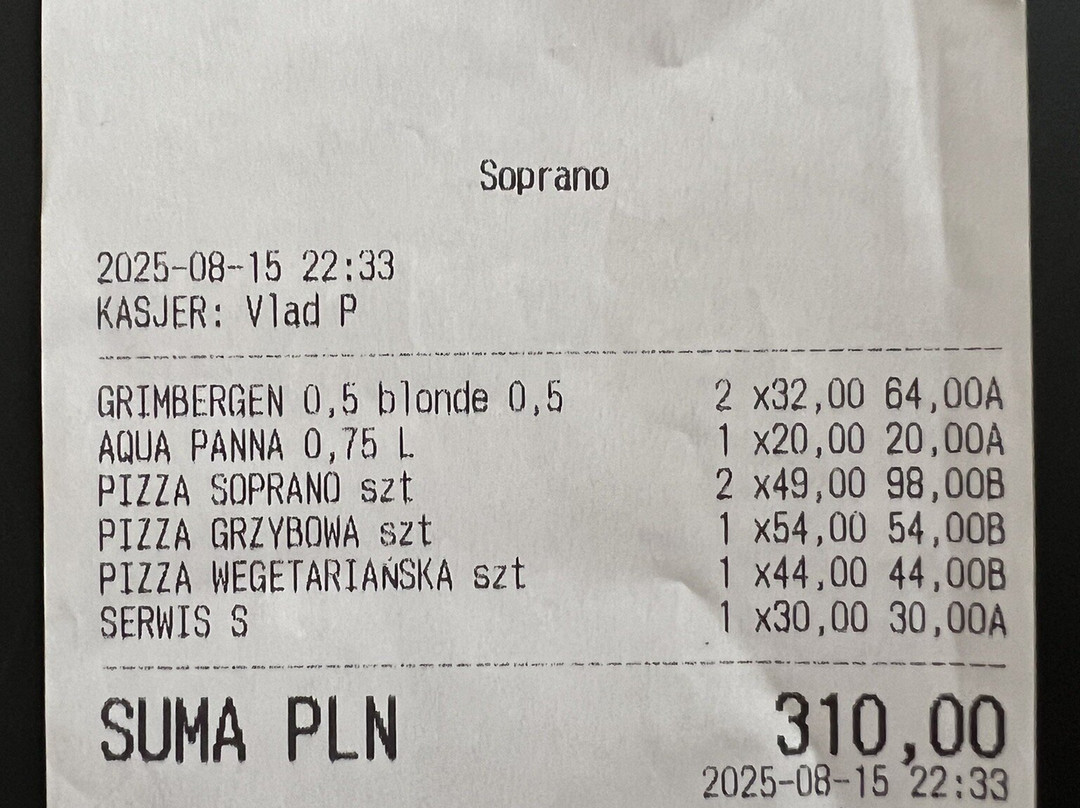 Soprano
2025-08-15 22:33
KASJER: Vlad P
GRIMBERGEN 0,5 blonde 0,5 2 x32,00 64,00A
AQUA PANNA 0,75 L 1 x20,00 20,00A
PIZZA SOPRANO szt 2 x49,00 98,00B
PIZZA GRZYBOWA szt 1 x54,00 54,00B
PIZZA WEGETARIAŃSKA szt 1 x44,00 44,00B
SERWIS S 1 x30,00 30,00A
SUMA PLN 310,00
2025-08-15 22:33